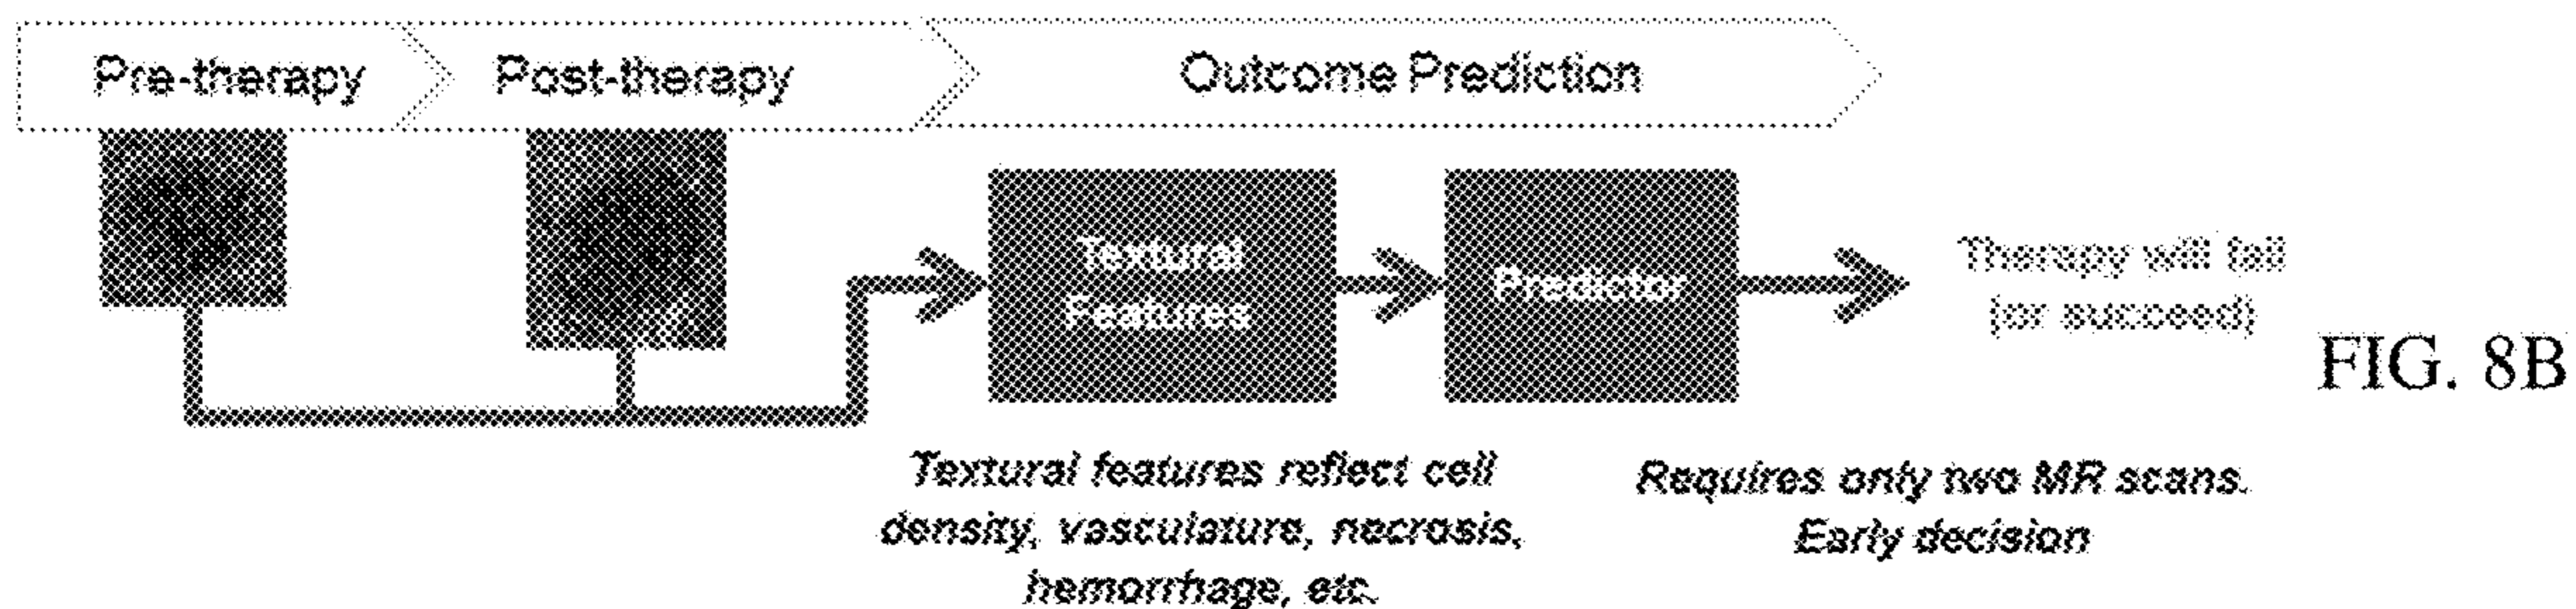 Pre-therapy
Post-therapy
Outcome Prediction
Textural
Features
Predictor
Therapy will fail
(or succeed)
FIG. 8B
Textural features reflect cell
density, vasculature, necrosis,
hemorrhage, etc.
Requires only two MR scans.
Early decision